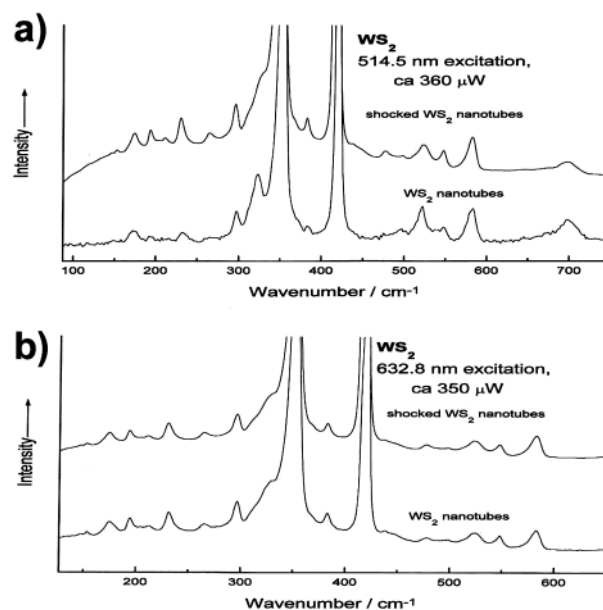 a)
WS₂
514.5 nm excitation,
ca 360 µW
shocked WS₂ nanotubes
WS₂ nanotubes
Intensity
100 200 300 400 500 600 700
Wavenumber / cm⁻¹
b)
WS₂
632.8 nm excitation,
ca 350 µW
shocked WS₂ nanotubes
WS₂ nanotubes
Intensity
200 300 400 500 600
Wavenumber / cm⁻¹